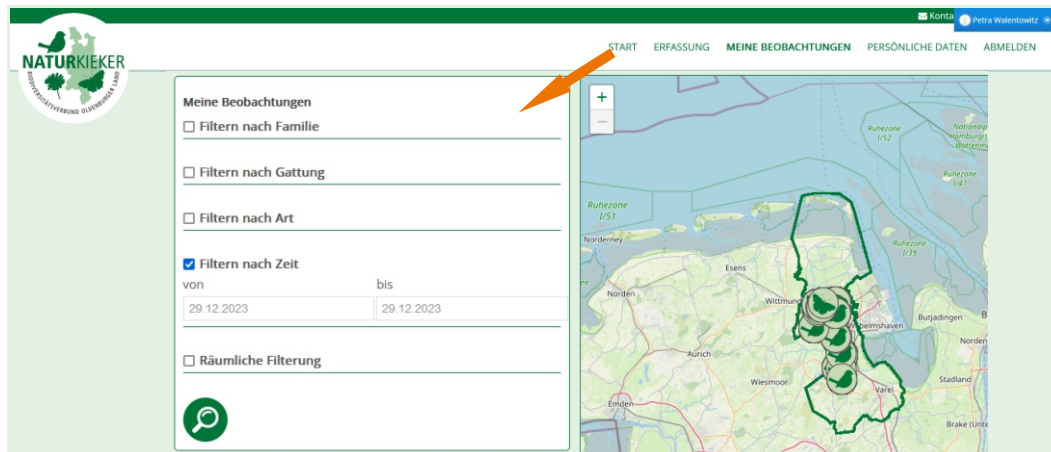 Konta
Petra Walentowitz
START ERFASSUNG MEINE BEOBACHTUNGEN PERSÖNLICHE DATEN ABMELDEN
NATURKIEKER
BIODIVERSITÄTSVERBUND OLDENBURGER LAND
Meine Beobachtungen
Filtern nach Familie
Filtern nach Gattung
Filtern nach Art
Filtern nach Zeit
von bis
29.12.2023 29.12.2023
Räumliche Filterung
+
−
Ruhezone
I/52
Ruhezone
I/47
Ruhezone
I/51
Ruhezone
I/39
Norderney
Esens
Norden
Wittmund
Butjadingen
Aurich
Norden
Wiesmoor
Varel
Stadland
Emden
Brake (Unte